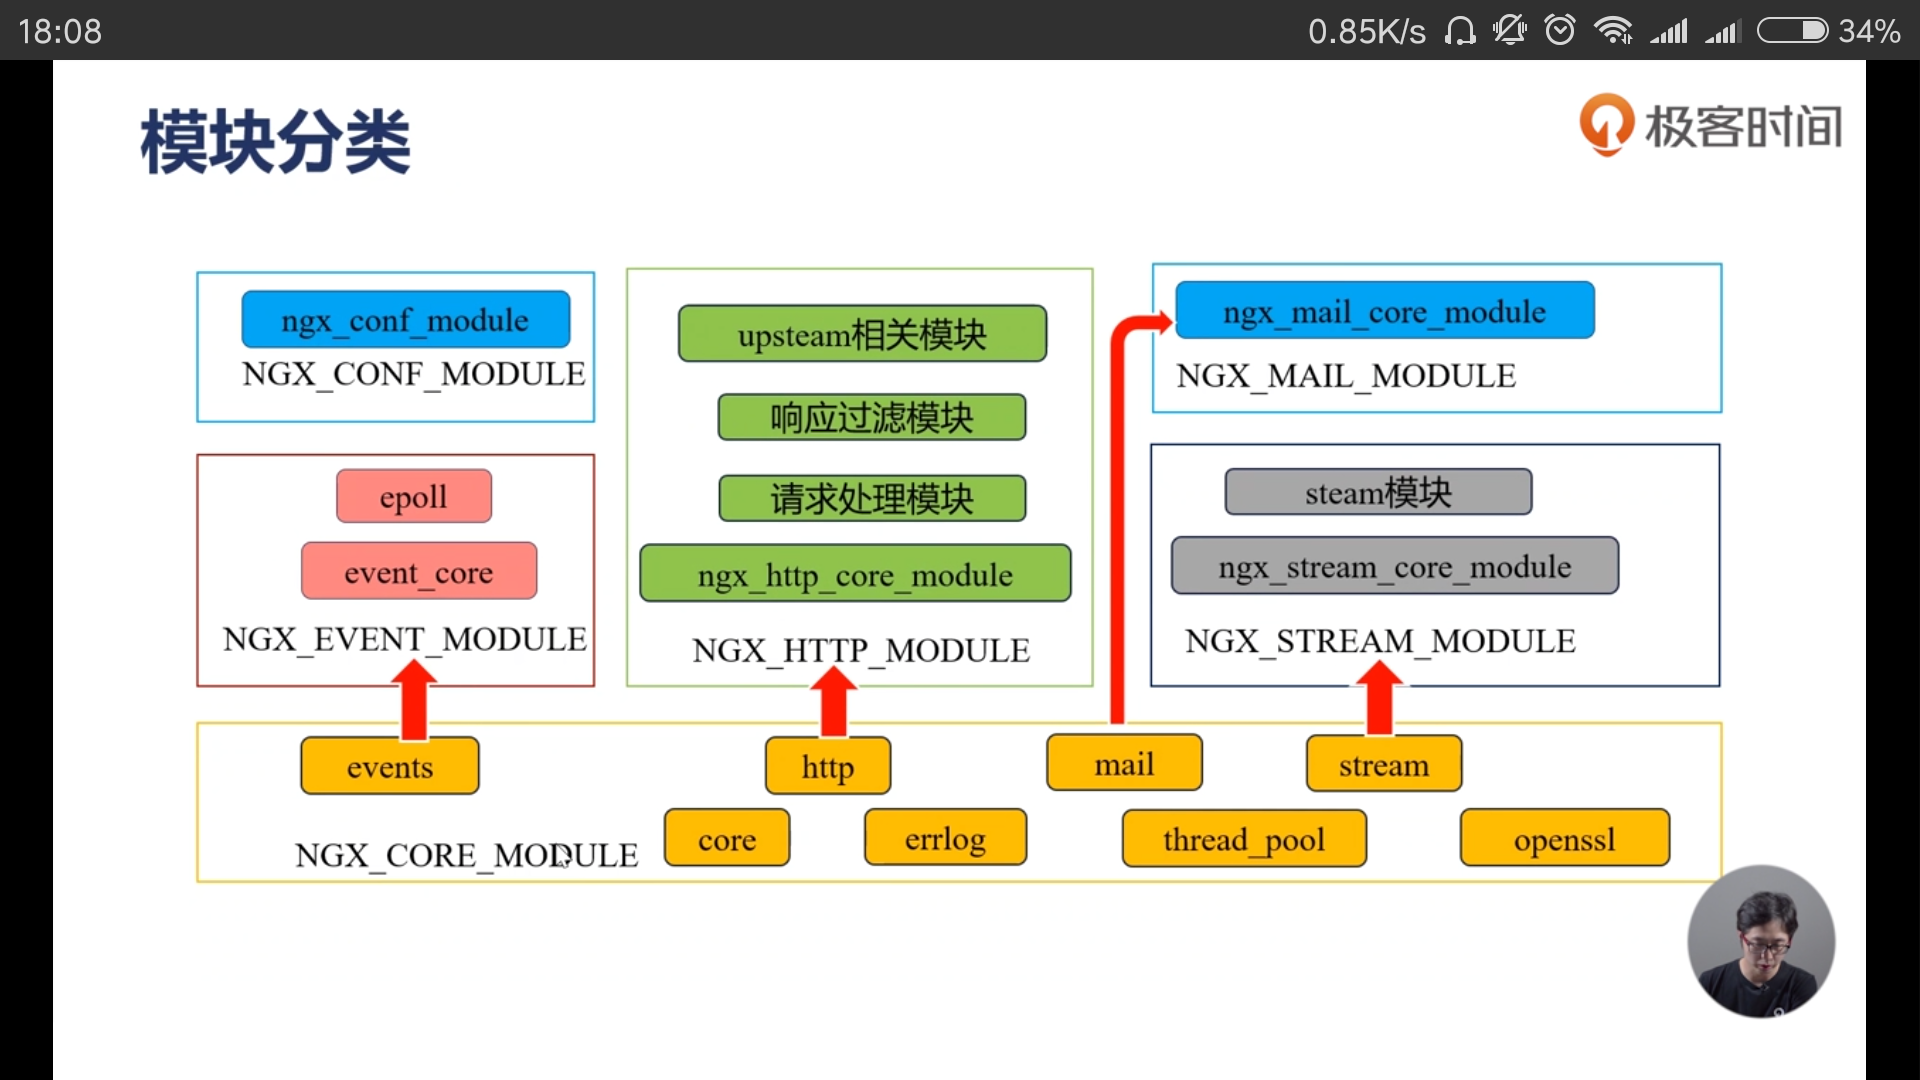 18:08
0.85K/s
34%
模块分类
极客时间
ngx_conf_module
NGX_CONF_MODULE
epoll
event_core
NGX_EVENT_MODULE
upsteam相关模块
响应过滤模块
请求处理模块
ngx_http_core_module
NGX_HTTP_MODULE
ngx_mail_core_module
NGX_MAIL_MODULE
steam模块
ngx_stream_core_module
NGX_STREAM_MODULE
events
http
mail
stream
NGX_CORE_MODULE
core
errlog
thread_pool
openssl